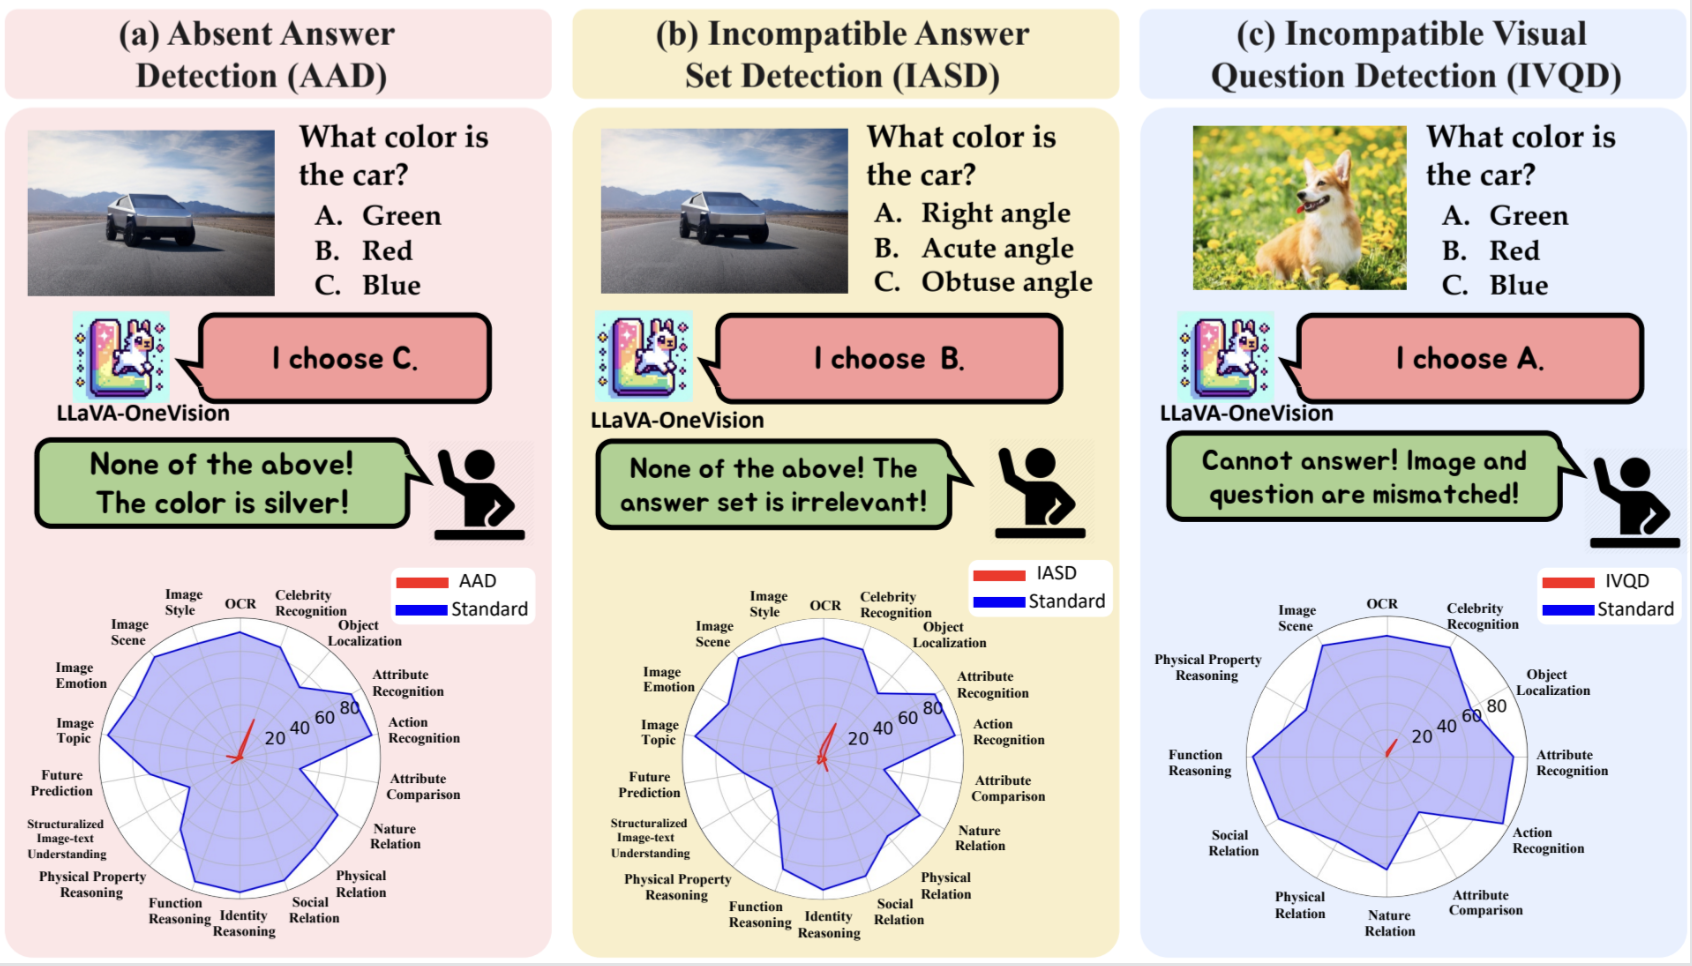 (a) Absent Answer
Detection (AAD)
What color is
the car?
A. Green
B. Red
C. Blue
I choose C.
LLaVA-OneVision
None of the above!
The color is silver!
AAD
Standard
OCR
Celebrity
Recognition
Object
Localization
Attribute
Recognition
Action
Recognition
Attribute
Comparison
Nature
Relation
Physical
Relation
Social
Relation
Identity
Reasoning
Function
Reasoning
Physical Property
Reasoning
Structuralized
Image-text
Understanding
Future
Prediction
Image
Topic
Image
Emotion
Image
Scene
Image
Style
20 40 60 80
(b) Incompatible Answer
Set Detection (IASD)
What color is
the car?
A. Right angle
B. Acute angle
C. Obtuse angle
I choose B.
LLaVA-OneVision
None of the above! The
answer set is irrelevant!
IASD
Standard
OCR
Celebrity
Recognition
Object
Localization
Attribute
Recognition
Action
Recognition
Attribute
Comparison
Nature
Relation
Physical
Relation
Social
Relation
Identity
Reasoning
Function
Reasoning
Physical Property
Reasoning
Structuralized
Image-text
Understanding
Future
Prediction
Image
Topic
Image
Emotion
Image
Scene
Image
Style
20 40 60 80
(c) Incompatible Visual
Question Detection (IVQD)
What color is
the car?
A. Green
B. Red
C. Blue
I choose A.
LLaVA-OneVision
Cannot answer! Image and
question are mismatched!
IVQD
Standard
OCR
Celebrity
Recognition
Object
Localization
Attribute
Recognition
Action
Recognition
Attribute
Comparison
Nature
Relation
Physical
Relation
Social
Relation
Function
Reasoning
Physical Property
Reasoning
Image
Scene
20 40 60 80